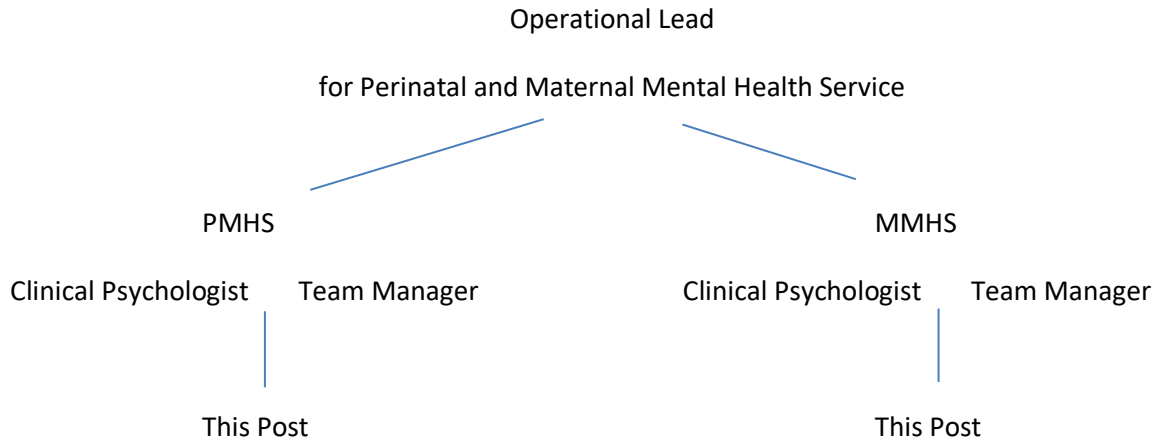 Operational Lead
for Perinatal and Maternal Mental Health Service
PMHS MMHS
Clinical Psychologist Team Manager Clinical Psychologist Team Manager
This Post This Post